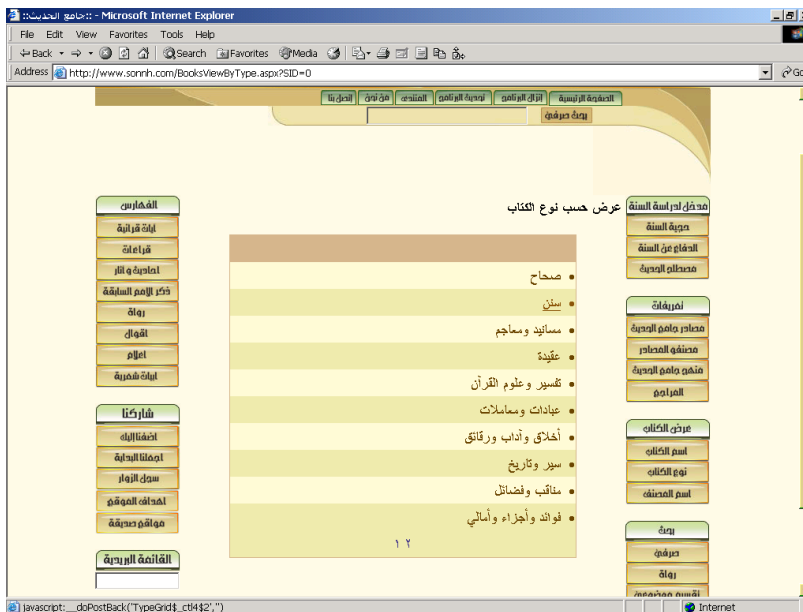 ::جامع الحديث:: - Microsoft Internet Explorer
File Edit View Favorites Tools Help
Back Search Favorites Media
Address http://www.sonnh.com/BooksViewByType.aspx?SID=0 Go
الصفحة الرئيسية إنزال البرنامج تحديث البرنامج المنتدى من نحن إتصل بنا
بحث صرفي
مدخل لدراسة السنة
حجية السنة
الدفاع عن السنة
مصطلح الحديث
تعريفات
مصادر جامع الحديث
مصنفو المصادر
منهج جامع الحديث
المراجع
عرض الكتاب
اسم الكتاب
نوع الكتاب
اسم المصنف
بحث
صرفي
رواة
تقسيم موضوعي
عرض حسب نوع الكتاب
صحاح
سنن
مسانيد ومعاجم
عقيدة
تفسير وعلوم القرآن
عبادات ومعاملات
أخلاق وآداب ورقائق
سير وتاريخ
مناقب وفضائل
فوائد وأجزاء وأمالي
١ ٢
الفهارس
آيات قرآنية
قراءات
أحاديث و آثار
ذكر الأمم السابقة
رواة
أقوال
أعلام
أبيات شعرية
شاركنا
أضفنا إليك
اجعلنا البداية
سجل الزوار
أهداف الموقع
مواقع صديقة
القائمة البريدية
javascript:__doPostBack('TypeGrid$_ctl4$2','')
Internet